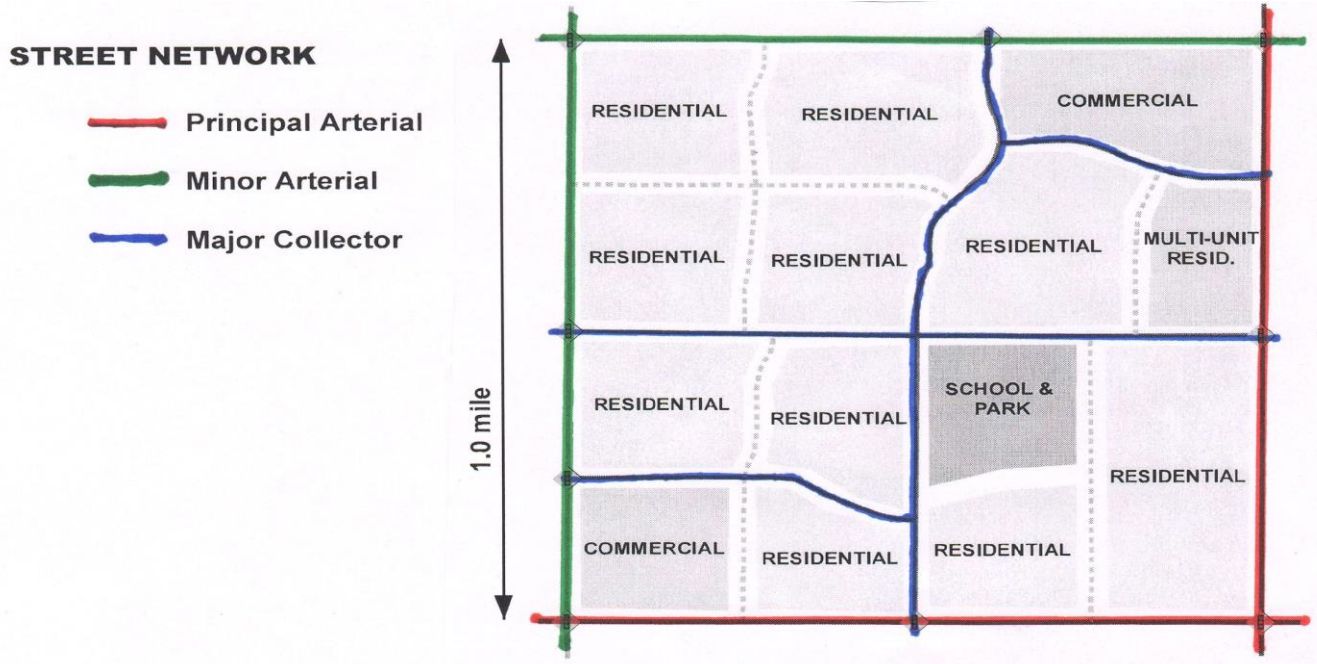 STREET NETWORK
Principal Arterial
Minor Arterial
Major Collector
1.0 mile
RESIDENTIAL
RESIDENTIAL
COMMERCIAL
RESIDENTIAL
RESIDENTIAL
RESIDENTIAL
MULTI-UNIT
RESID.
RESIDENTIAL
RESIDENTIAL
SCHOOL &
PARK
RESIDENTIAL
COMMERCIAL
RESIDENTIAL
RESIDENTIAL